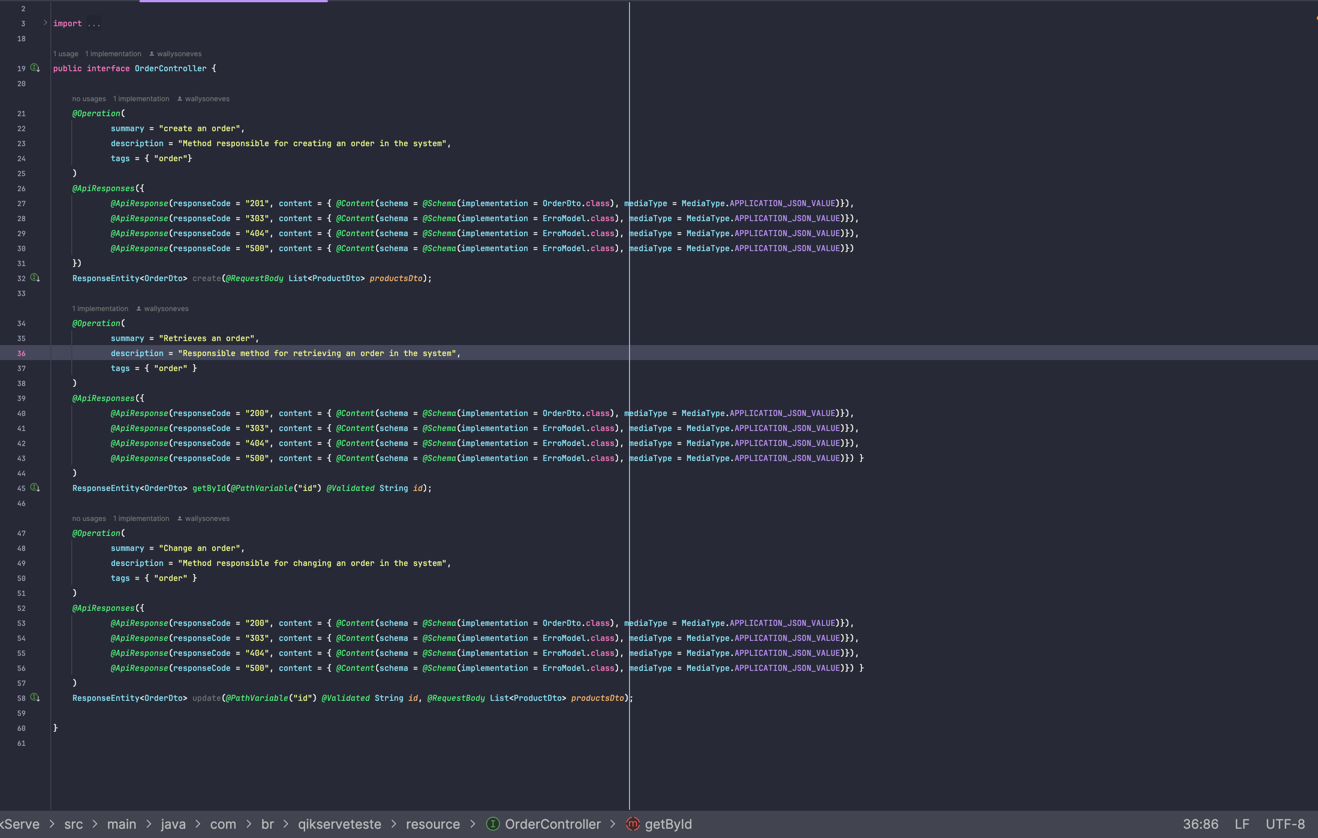 2
3 import ...
18
1 usage 1 implementation wallysoneves
19 public interface OrderController {
20
no usages 1 implementation wallysoneves
21 @Operation(
22 summary = "create an order",
23 description = "Method responsible for creating an order in the system",
24 tags = { "order"}
25 )
26 @ApiResponses({
27 @ApiResponse(responseCode = "201", content = { @Content(schema = @Schema(implementation = OrderDto.class), mediaType = MediaType.APPLICATION_JSON_VALUE)}),
28 @ApiResponse(responseCode = "303", content = { @Content(schema = @Schema(implementation = ErroModel.class), mediaType = MediaType.APPLICATION_JSON_VALUE)}),
29 @ApiResponse(responseCode = "404", content = { @Content(schema = @Schema(implementation = ErroModel.class), mediaType = MediaType.APPLICATION_JSON_VALUE)}),
30 @ApiResponse(responseCode = "500", content = { @Content(schema = @Schema(implementation = ErroModel.class), mediaType = MediaType.APPLICATION_JSON_VALUE)})
31 })
32 ResponseEntity<OrderDto> create(@RequestBody List<ProductDto> productsDto);
33
1 implementation wallysoneves
34 @Operation(
35 summary = "Retrieves an order",
36 description = "Responsible method for retrieving an order in the system",
37 tags = { "order" }
38 )
39 @ApiResponses({
40 @ApiResponse(responseCode = "200", content = { @Content(schema = @Schema(implementation = OrderDto.class), mediaType = MediaType.APPLICATION_JSON_VALUE)}),
41 @ApiResponse(responseCode = "303", content = { @Content(schema = @Schema(implementation = ErroModel.class), mediaType = MediaType.APPLICATION_JSON_VALUE)}),
42 @ApiResponse(responseCode = "404", content = { @Content(schema = @Schema(implementation = ErroModel.class), mediaType = MediaType.APPLICATION_JSON_VALUE)}),
43 @ApiResponse(responseCode = "500", content = { @Content(schema = @Schema(implementation = ErroModel.class), mediaType = MediaType.APPLICATION_JSON_VALUE)}) }
44 )
45 ResponseEntity<OrderDto> getById(@PathVariable("id") @Validated String id);
46
no usages 1 implementation wallysoneves
47 @Operation(
48 summary = "Change an order",
49 description = "Method responsible for changing an order in the system",
50 tags = { "order" }
51 )
52 @ApiResponses({
53 @ApiResponse(responseCode = "200", content = { @Content(schema = @Schema(implementation = OrderDto.class), mediaType = MediaType.APPLICATION_JSON_VALUE)}),
54 @ApiResponse(responseCode = "303", content = { @Content(schema = @Schema(implementation = ErroModel.class), mediaType = MediaType.APPLICATION_JSON_VALUE)}),
55 @ApiResponse(responseCode = "404", content = { @Content(schema = @Schema(implementation = ErroModel.class), mediaType = MediaType.APPLICATION_JSON_VALUE)}),
56 @ApiResponse(responseCode = "500", content = { @Content(schema = @Schema(implementation = ErroModel.class), mediaType = MediaType.APPLICATION_JSON_VALUE)}) }
57 )
58 ResponseEntity<OrderDto> update(@PathVariable("id") @Validated String id, @RequestBody List<ProductDto> productsDto);
59
60 }
61
kServe > src > main > java > com > br > qikserveteste > resource > OrderController > getById 36:86 LF UTF-8